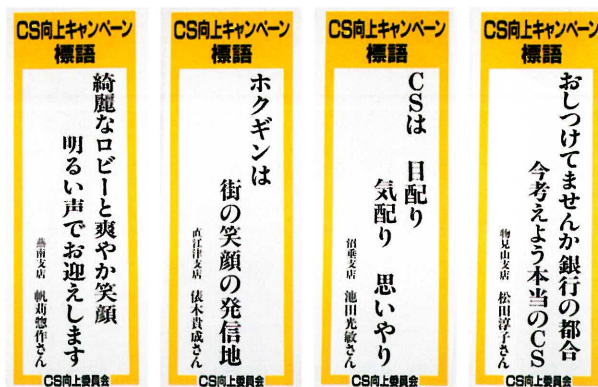 CS向上キャンペーン
標語
綺麗なロビーと爽やか笑顔
明るい声でお迎えします
燕南支店 帆苅惣作さん
CS向上委員会
CS向上キャンペーン
標語
ホクギンは
街の笑顔の発信地
直江津支店 俵木貴成さん
CS向上委員会
CS向上キャンペーン
標語
CSは 目配り
気配り 思いやり
沼垂支店 池田光敏さん
CS向上委員会
CS向上キャンペーン
標語
おしつけてませんか銀行の都合
今考えよう本当のCS
物見山支店 松田淳子さん
CS向上委員会